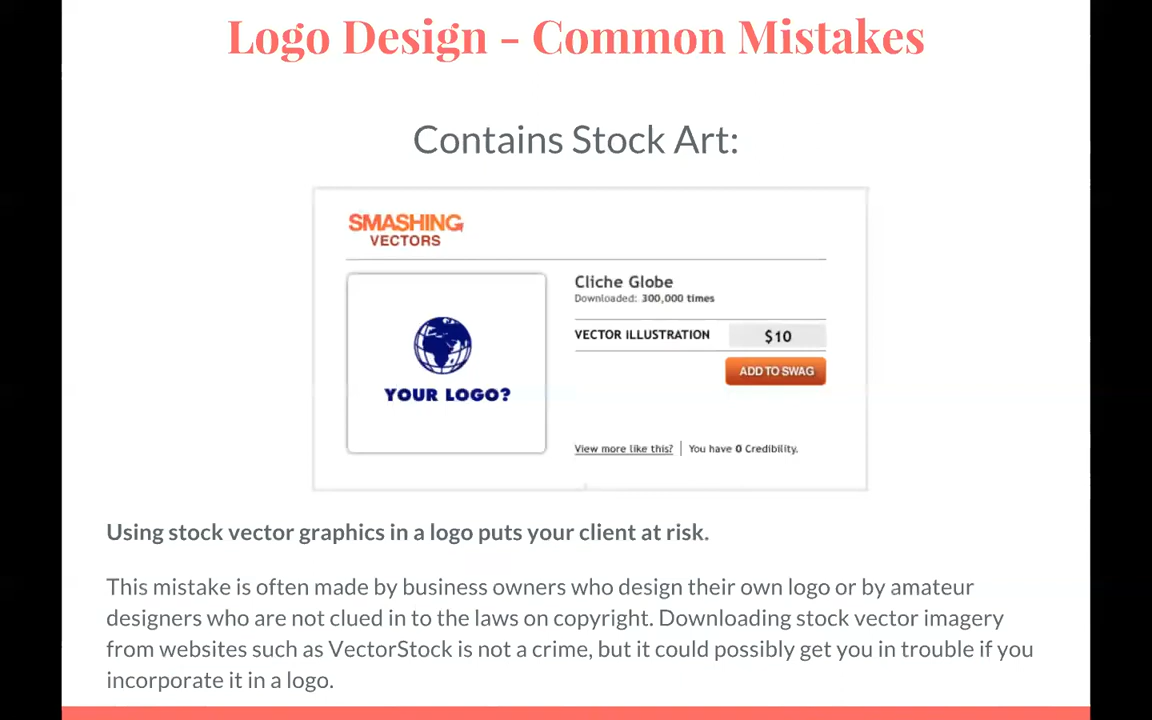 Logo Design - Common Mistakes
Contains Stock Art:
SMASHING
VECTORS
Cliche Globe
Downloaded: 300,000 times
VECTOR ILLUSTRATION $10
ADD TO SWAG
YOUR LOGO?
View more like this? | You have 0 Credibility.
Using stock vector graphics in a logo puts your client at risk.
This mistake is often made by business owners who design their own logo or by amateur
designers who are not clued in to the laws on copyright. Downloading stock vector imagery
from websites such as VectorStock is not a crime, but it could possibly get you in trouble if you
incorporate it in a logo.